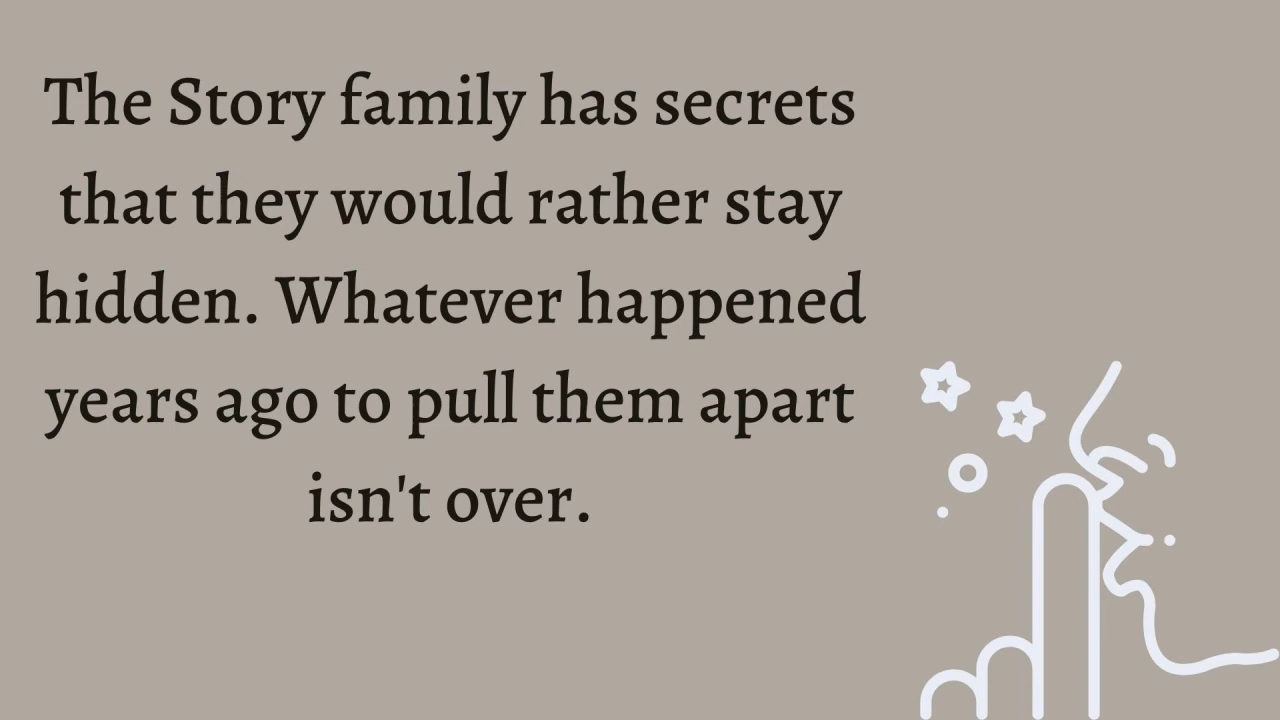 The Story family has secrets
that they would rather stay
hidden. Whatever happened
years ago to pull them apart
isn't over.